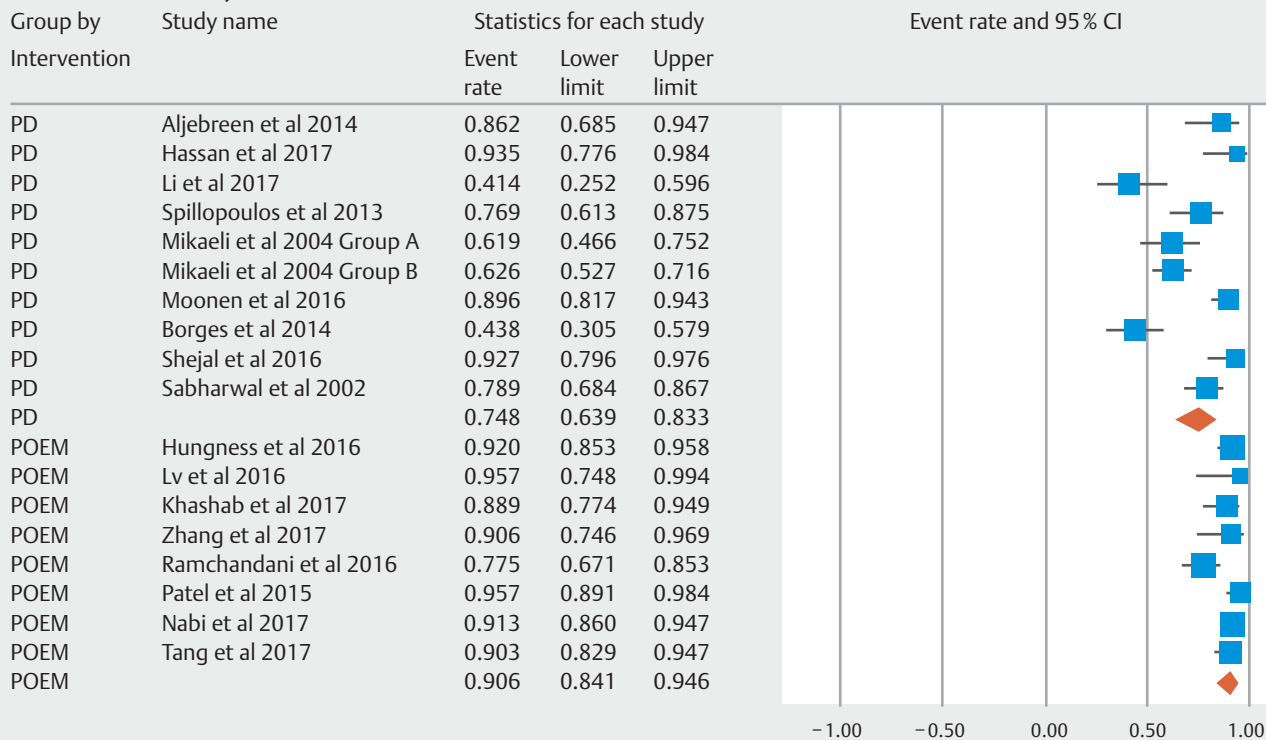 Group by Study name Statistics for each study Event rate and 95% CI
Intervention Event Lower Upper
rate limit limit
PD Aljebreen et al 2014 0.862 0.685 0.947
PD Hassan et al 2017 0.935 0.776 0.984
PD Li et al 2017 0.414 0.252 0.596
PD Spillopoulos et al 2013 0.769 0.613 0.875
PD Mikaeli et al 2004 Group A 0.619 0.466 0.752
PD Mikaeli et al 2004 Group B 0.626 0.527 0.716
PD Moonen et al 2016 0.896 0.817 0.943
PD Borges et al 2014 0.438 0.305 0.579
PD Shejal et al 2016 0.927 0.796 0.976
PD Sabharwal et al 2002 0.789 0.684 0.867
PD 0.748 0.639 0.833
POEM Hungness et al 2016 0.920 0.853 0.958
POEM Lv et al 2016 0.957 0.748 0.994
POEM Khashab et al 2017 0.889 0.774 0.949
POEM Zhang et al 2017 0.906 0.746 0.969
POEM Ramchandani et al 2016 0.775 0.671 0.853
POEM Patel et al 2015 0.957 0.891 0.984
POEM Nabi et al 2017 0.913 0.860 0.947
POEM Tang et al 2017 0.903 0.829 0.947
POEM 0.906 0.841 0.946
−1.00 −0.50 0.00 0.50 1.00